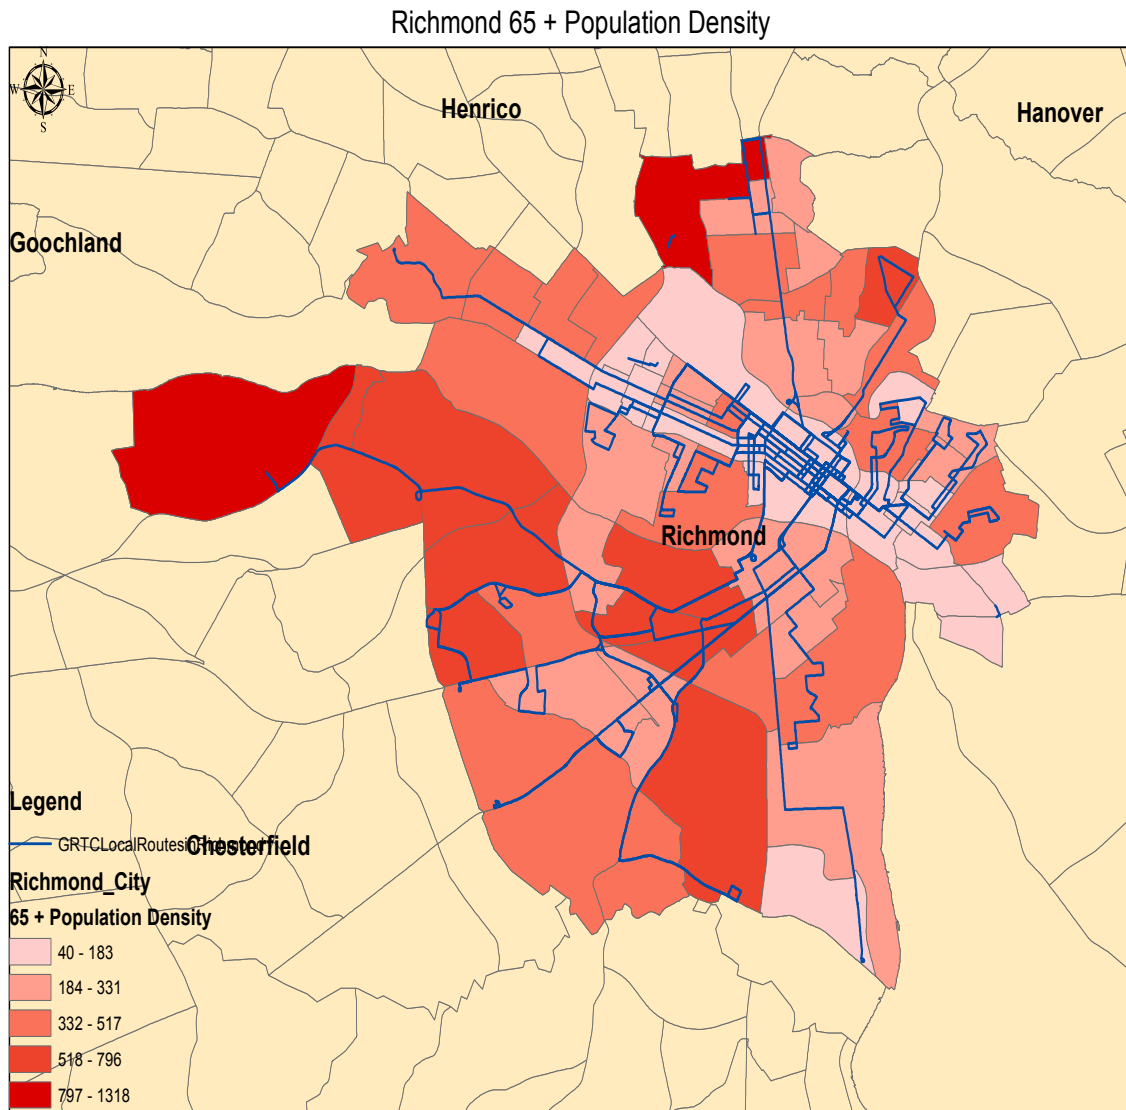 Richmond 65 + Population Density
N
W E
S
Henrico
Hanover
Goochland
Richmond
Legend
Chesterfield
Richmond_City
65 + Population Density
40 - 183
184 - 331
332 - 517
518 - 796
797 - 1318